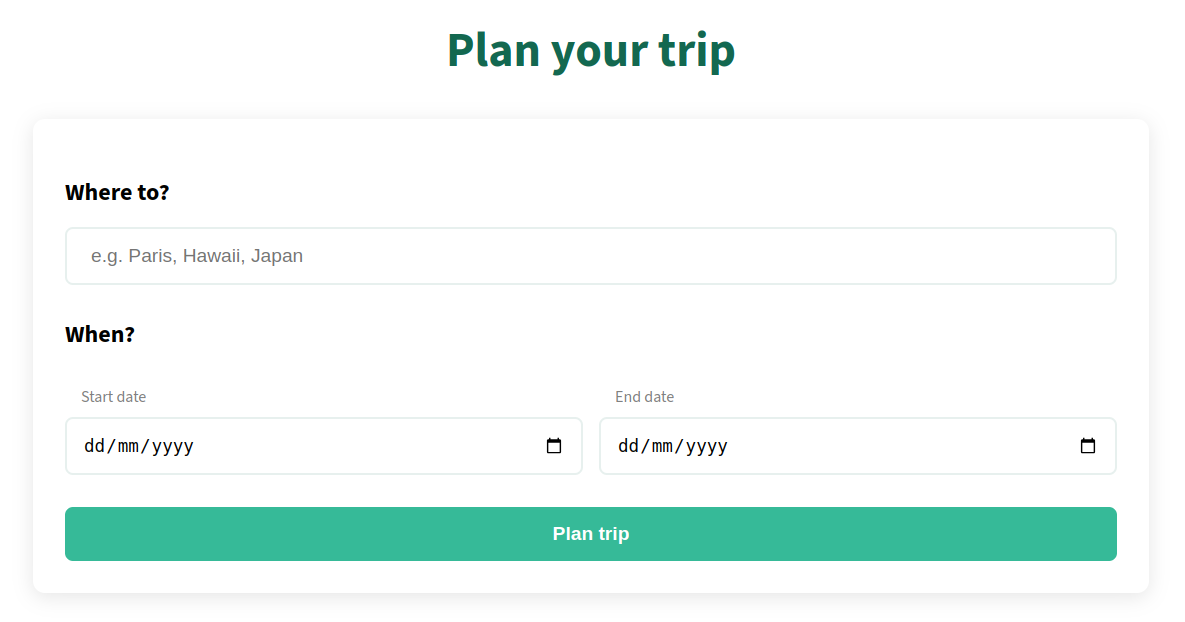 Plan your trip
Where to?
e.g. Paris, Hawaii, Japan
When?
Start date
End date
dd/mm/yyyy
dd/mm/yyyy
Plan trip